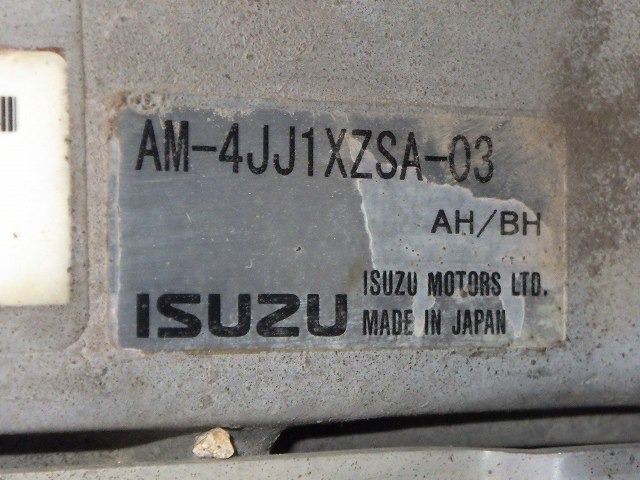 AM-4JJ1XZSA-03
AH/BH
ISUZU
ISUZU MOTORS LTD.
MADE IN JAPAN